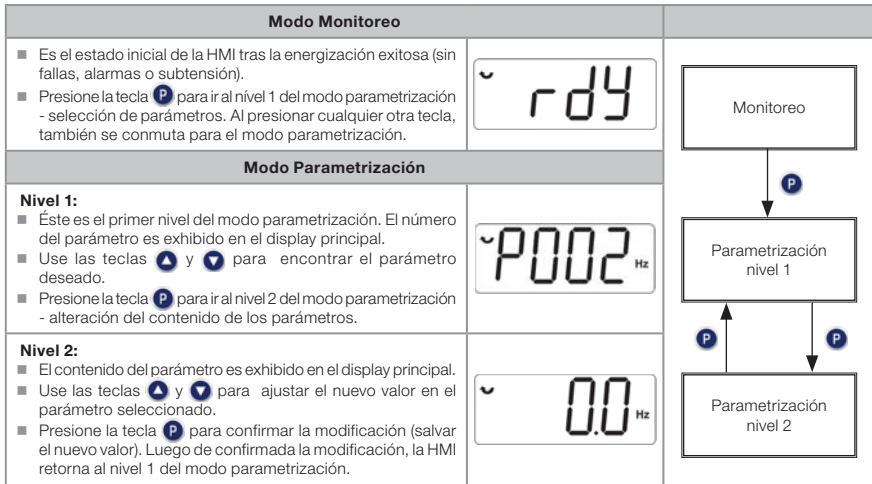 Modo Monitoreo
■ Es el estado inicial de la HMI tras la energización exitosa (sin
fallas, alarmas o subtensión).
■ Presione la tecla P para ir al nível 1 del modo parametrización
- selección de parámetros. Al presionar cualquier otra tecla,
también se conmuta para el modo parametrización.
rdy
Modo Parametrización
Nivel 1:
■ Éste es el primer nivel del modo parametrización. El número
del parámetro es exhibido en el display principal.
■ Use las teclas y para encontrar el parámetro
deseado.
■ Presione la tecla P para ir al nivel 2 del modo parametrización
- alteración del contenido de los parámetros.
P002 Hz
Nivel 2:
■ El contenido del parámetro es exhibido en el display principal.
■ Use las teclas y para ajustar el nuevo valor en el
parámetro seleccionado.
■ Presione la tecla P para confirmar la modificación (salvar
el nuevo valor). Luego de confirmada la modificación, la HMI
retorna al nivel 1 del modo parametrización.
0.0 Hz
Monitoreo
P
Parametrización
nivel 1
P P
Parametrización
nivel 2